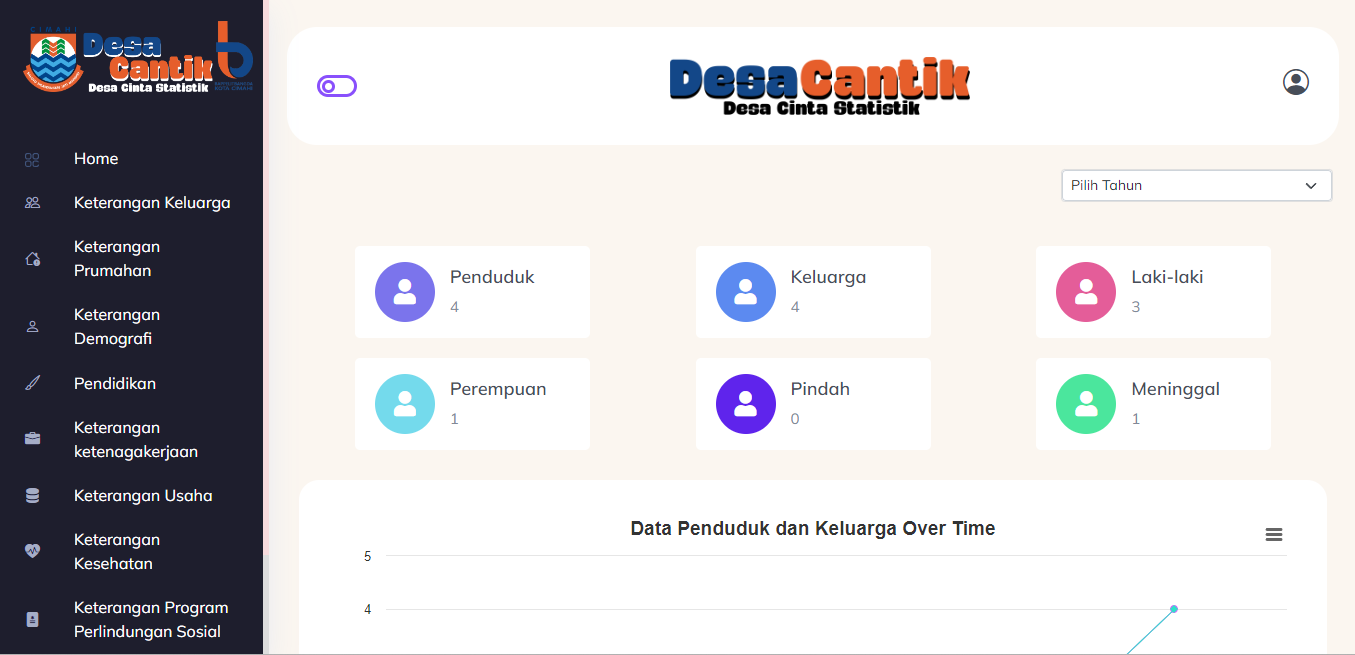 CIMAHI
Desa
Cantik
Desa Cinta Statistik
KOTA CIMAHI
DesaCantik
Desa Cinta Statistik
Home
Keterangan Keluarga
Keterangan
Prumahan
Keterangan
Demografi
Pendidikan
Keterangan
ketenagakerjaan
Keterangan Usaha
Keterangan
Kesehatan
Keterangan Program
Perlindungan Sosial
Pilih Tahun
Penduduk
4
Keluarga
4
Laki-laki
3
Perempuan
1
Pindah
0
Meninggal
1
Data Penduduk dan Keluarga Over Time
5
4